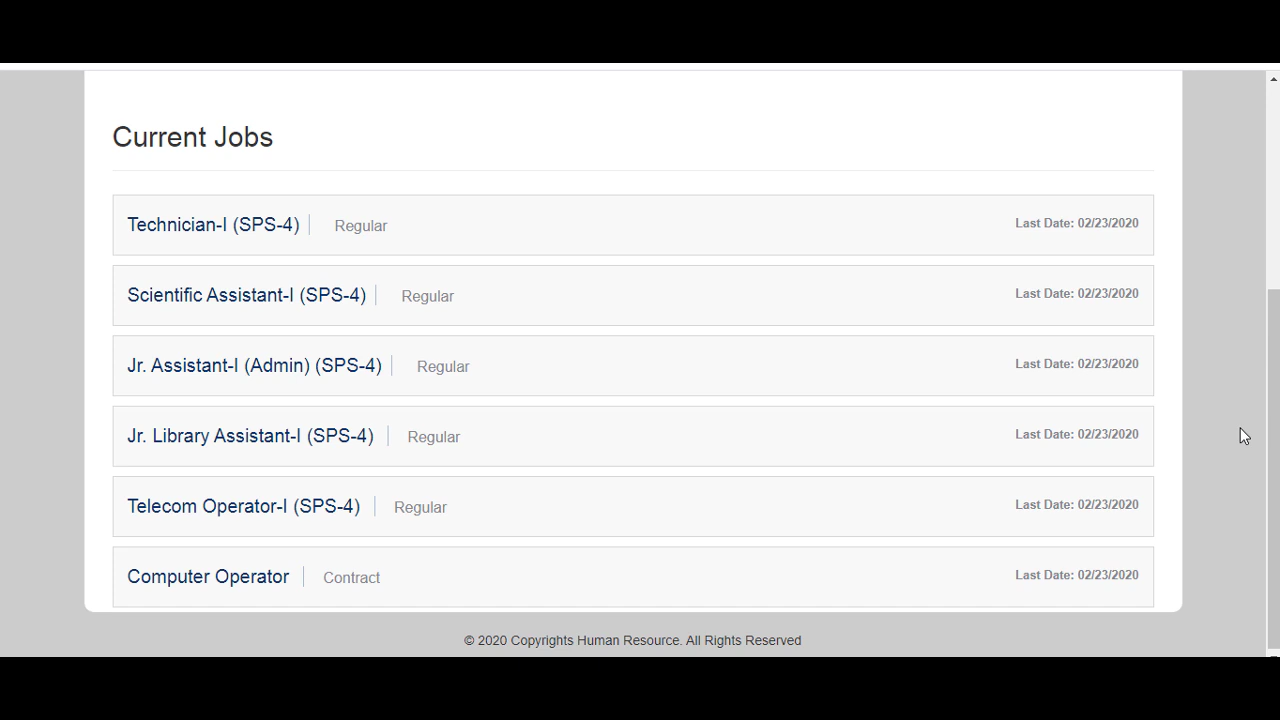 Current Jobs
Technician-I (SPS-4) Regular Last Date: 02/23/2020
Scientific Assistant-I (SPS-4) Regular Last Date: 02/23/2020
Jr. Assistant-I (Admin) (SPS-4) Regular Last Date: 02/23/2020
Jr. Library Assistant-I (SPS-4) Regular Last Date: 02/23/2020
Telecom Operator-I (SPS-4) Regular Last Date: 02/23/2020
Computer Operator Contract Last Date: 02/23/2020
© 2020 Copyrights Human Resource. All Rights Reserved